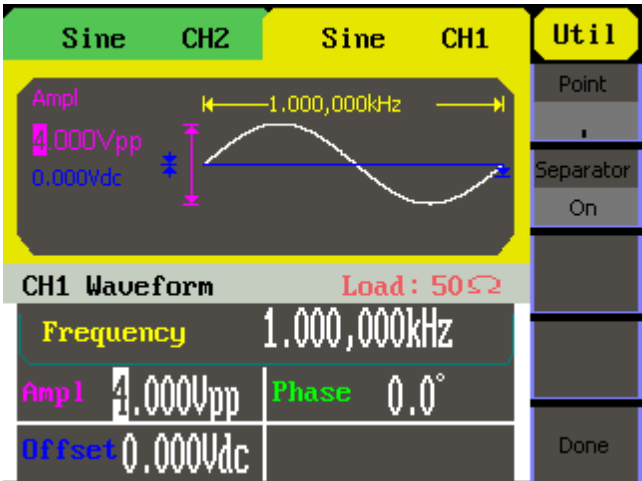 Sine CH2 Sine CH1 Util
Ampl
1.000,000kHz
4.000Vpp
0.000Vdc
Point
.
Separator
On
CH1 Waveform Load: 50Ω
Frequency 1.000,000kHz
Ampl 4.000Vpp Phase 0.0°
Offset 0.000Vdc
Done